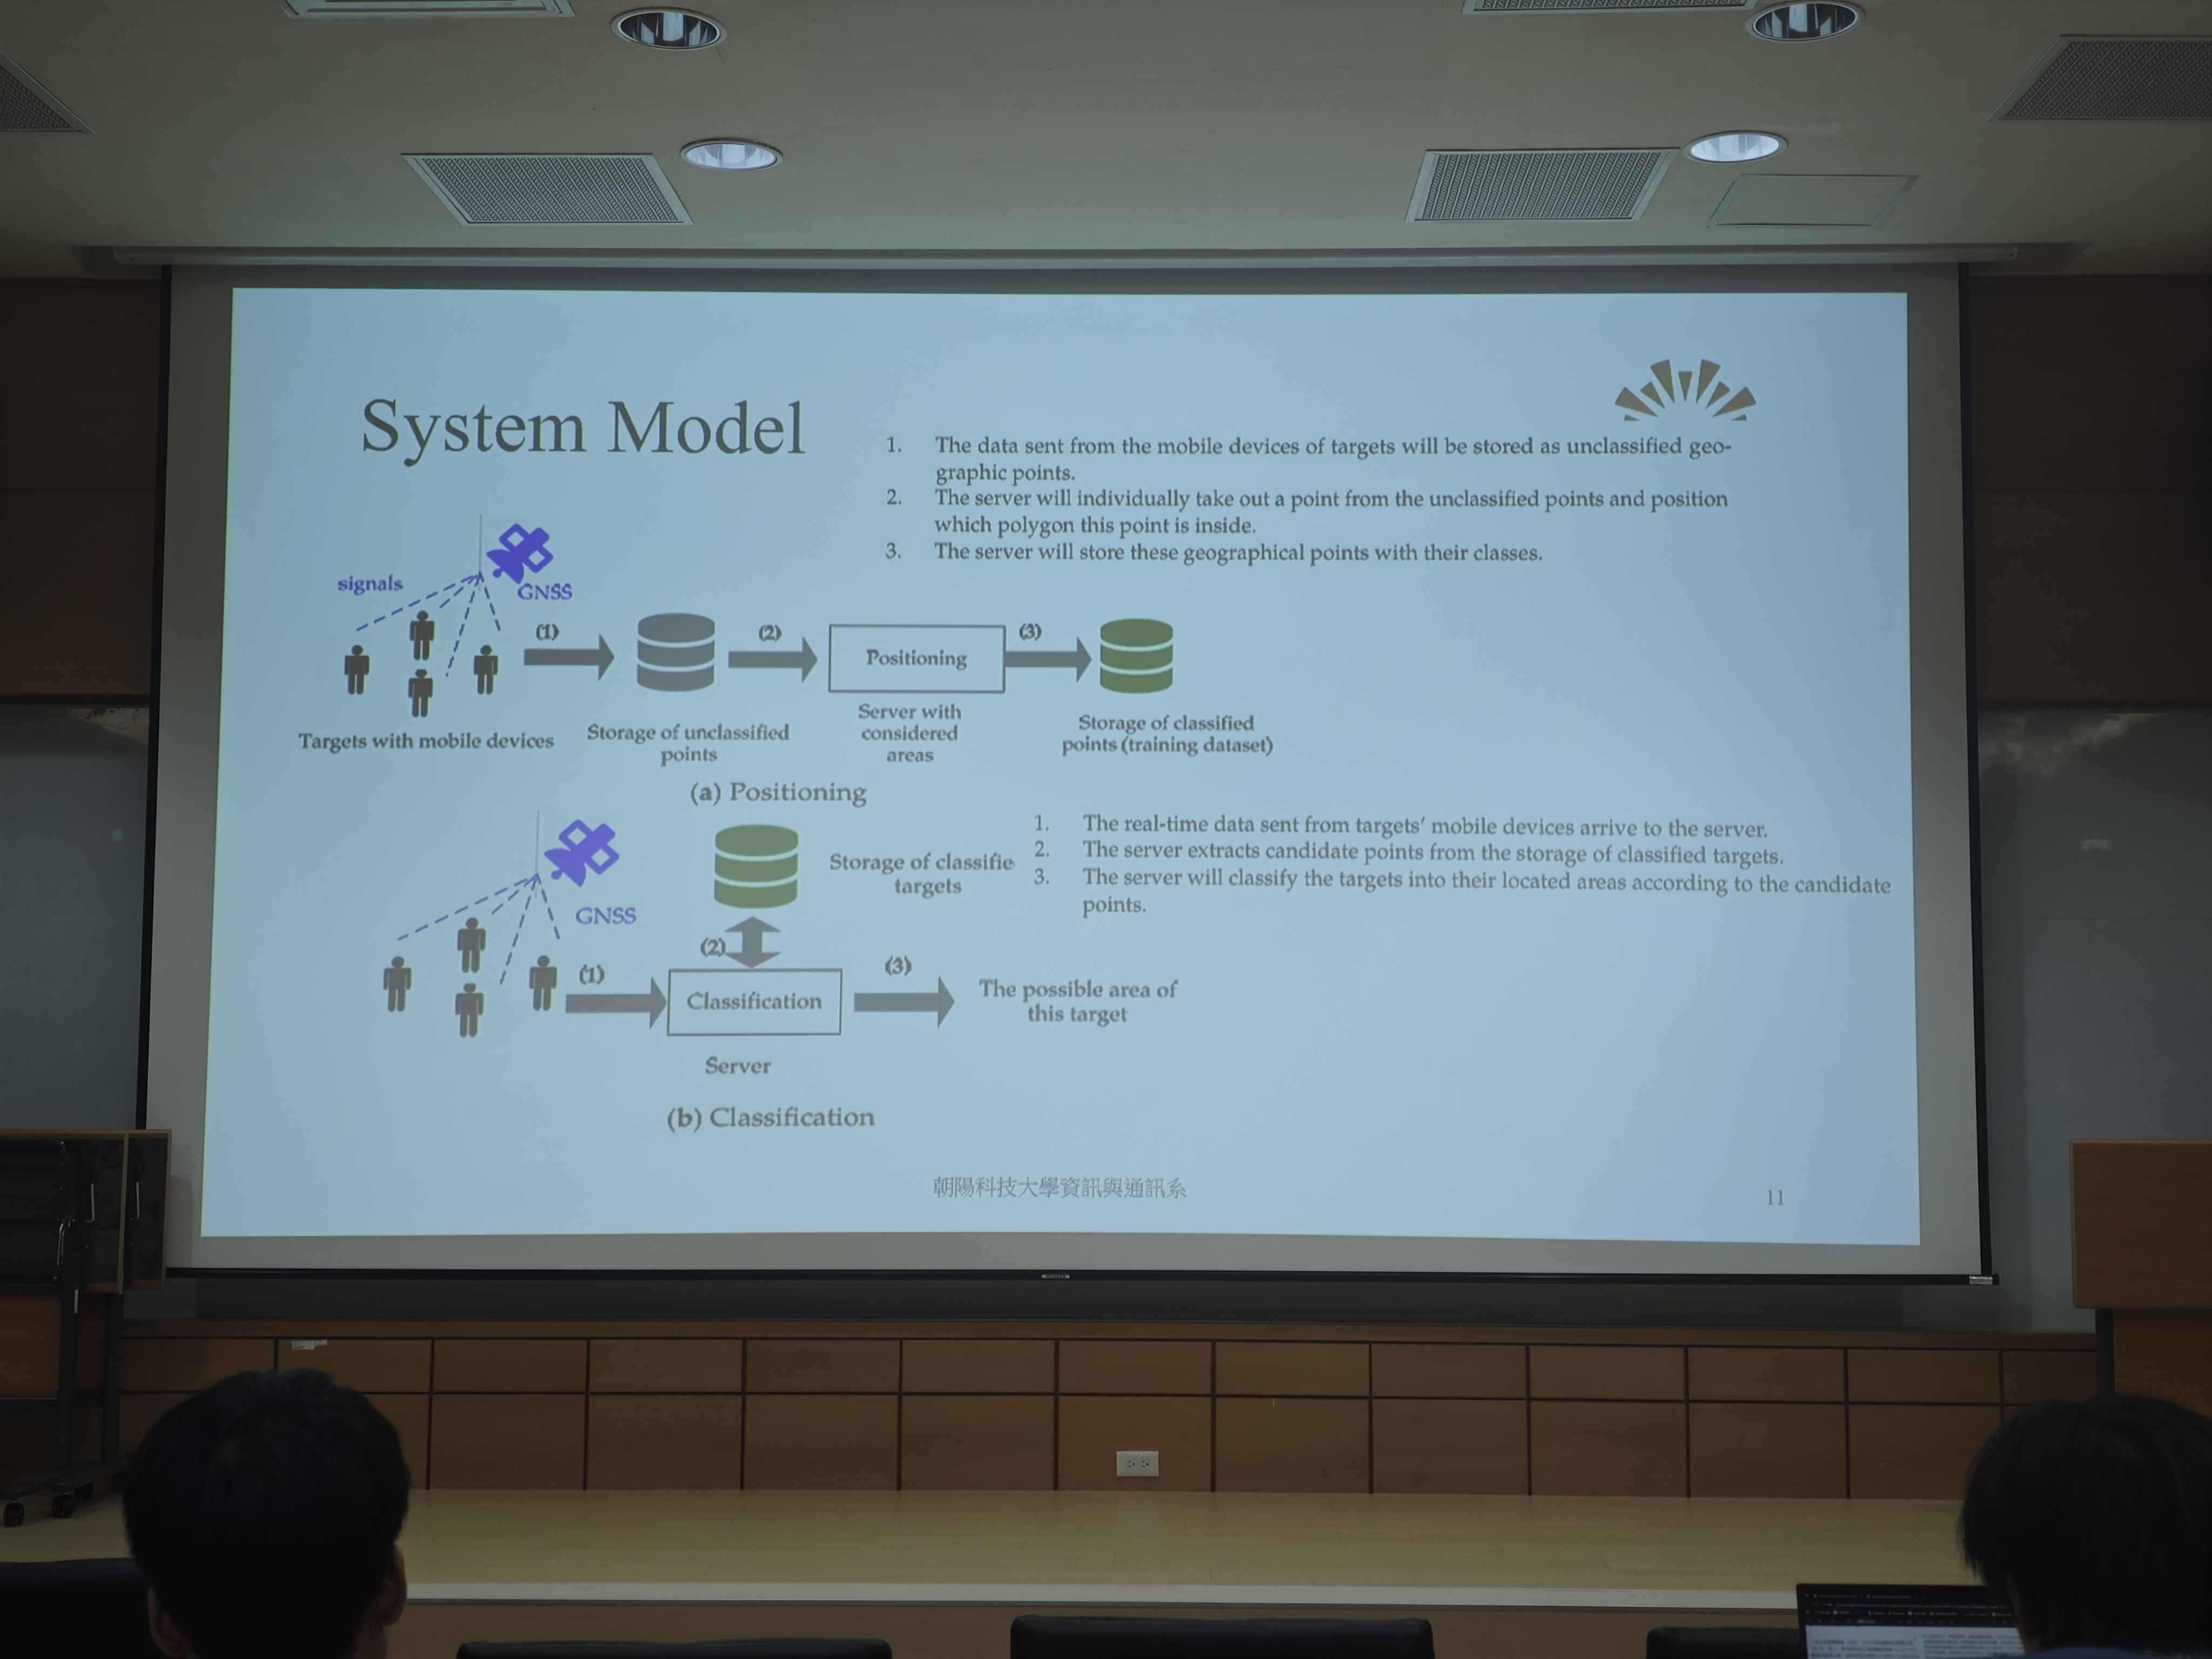 System Model
1. The data sent from the mobile devices of targets will be stored as unclassified geo-
graphic points.
2. The server will individually take out a point from the unclassified points and position
which polygon this point is inside.
3. The server will store these geographical points with their classes.
signals
GNSS
(1)
(2)
Positioning
(3)
Targets with mobile devices
Storage of unclassified
points
Server with
considered
areas
Storage of classified
points (training dataset)
(a) Positioning
GNSS
Storage of classifie
targets
1. The real-time data sent from targets' mobile devices arrive to the server.
2. The server extracts candidate points from the storage of classified targets.
3. The server will classify the targets into their located areas according to the candidate
points.
(1)
(2)
Classification
(3)
The possible area of
this target
Server
(b) Classification
朝陽科技大學資訊與通訊系
11